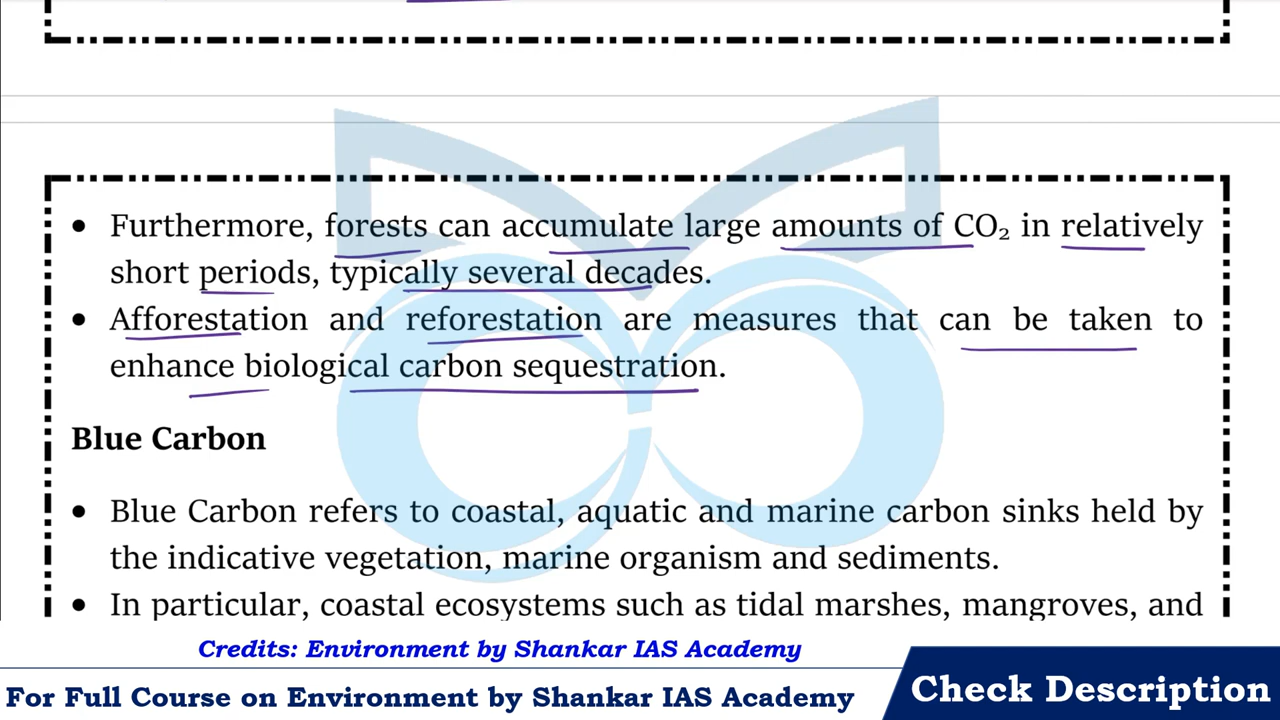 • Furthermore, forests can accumulate large amounts of CO₂ in relatively
short periods, typically several decades.
• Afforestation and reforestation are measures that can be taken to
enhance biological carbon sequestration.
Blue Carbon
• Blue Carbon refers to coastal, aquatic and marine carbon sinks held by
the indicative vegetation, marine organism and sediments.
• In particular, coastal ecosystems such as tidal marshes, mangroves, and
Credits: Environment by Shankar IAS Academy
For Full Course on Environment by Shankar IAS Academy
Check Description